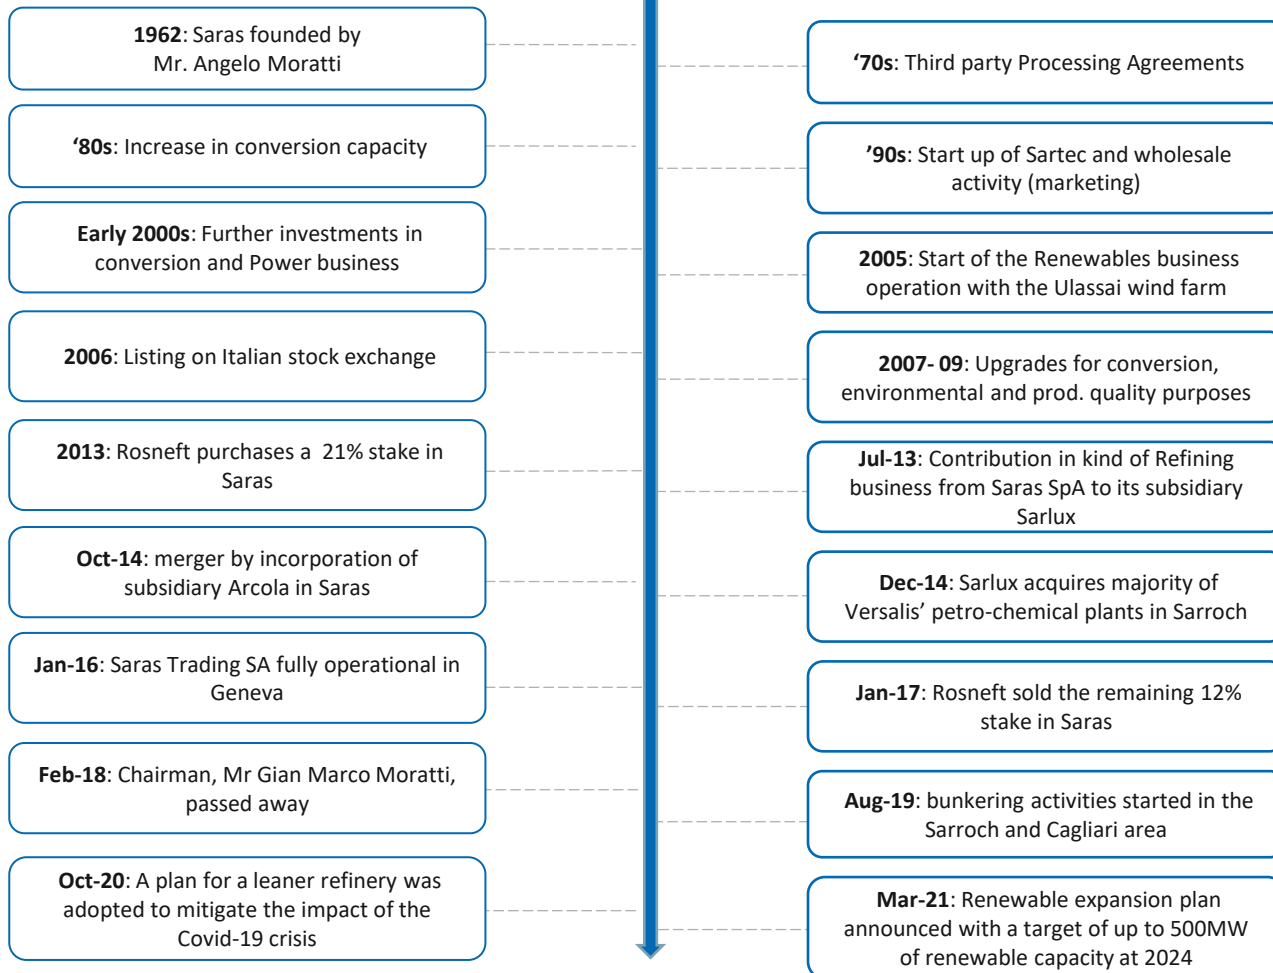 1962: Saras founded by
Mr. Angelo Moratti
‘70s: Third party Processing Agreements
‘80s: Increase in conversion capacity
’90s: Start up of Sartec and wholesale
activity (marketing)
Early 2000s: Further investments in
conversion and Power business
2005: Start of the Renewables business
operation with the Ulassai wind farm
2006: Listing on Italian stock exchange
2007- 09: Upgrades for conversion,
environmental and prod. quality purposes
2013: Rosneft purchases a  21% stake in
Saras
Jul-13: Contribution in kind of Refining
business from Saras SpA to its subsidiary
Sarlux
Oct-14: merger by incorporation of
subsidiary Arcola in Saras
Dec-14: Sarlux acquires majority of
Versalis’ petro-chemical plants in Sarroch
Jan-16: Saras Trading SA fully operational in
Geneva
Jan-17: Rosneft sold the remaining 12%
stake in Saras
Feb-18: Chairman, Mr Gian Marco Moratti,
passed away
Aug-19: bunkering activities started in the
Sarroch and Cagliari area
Oct-20: A plan for a leaner refinery was
adopted to mitigate the impact of the
Covid-19 crisis
Mar-21: Renewable expansion plan
announced with a target of up to 500MW
of renewable capacity at 2024